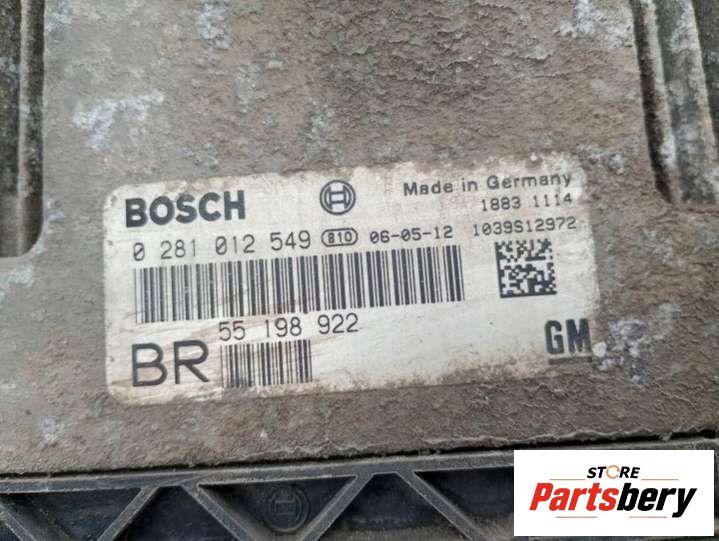 BOSCH
Made in Germany
1883 1114
0 281 012 549 B10 06-05-12 1039S12972
55 198 922
BR
GM
STORE
Partsbery